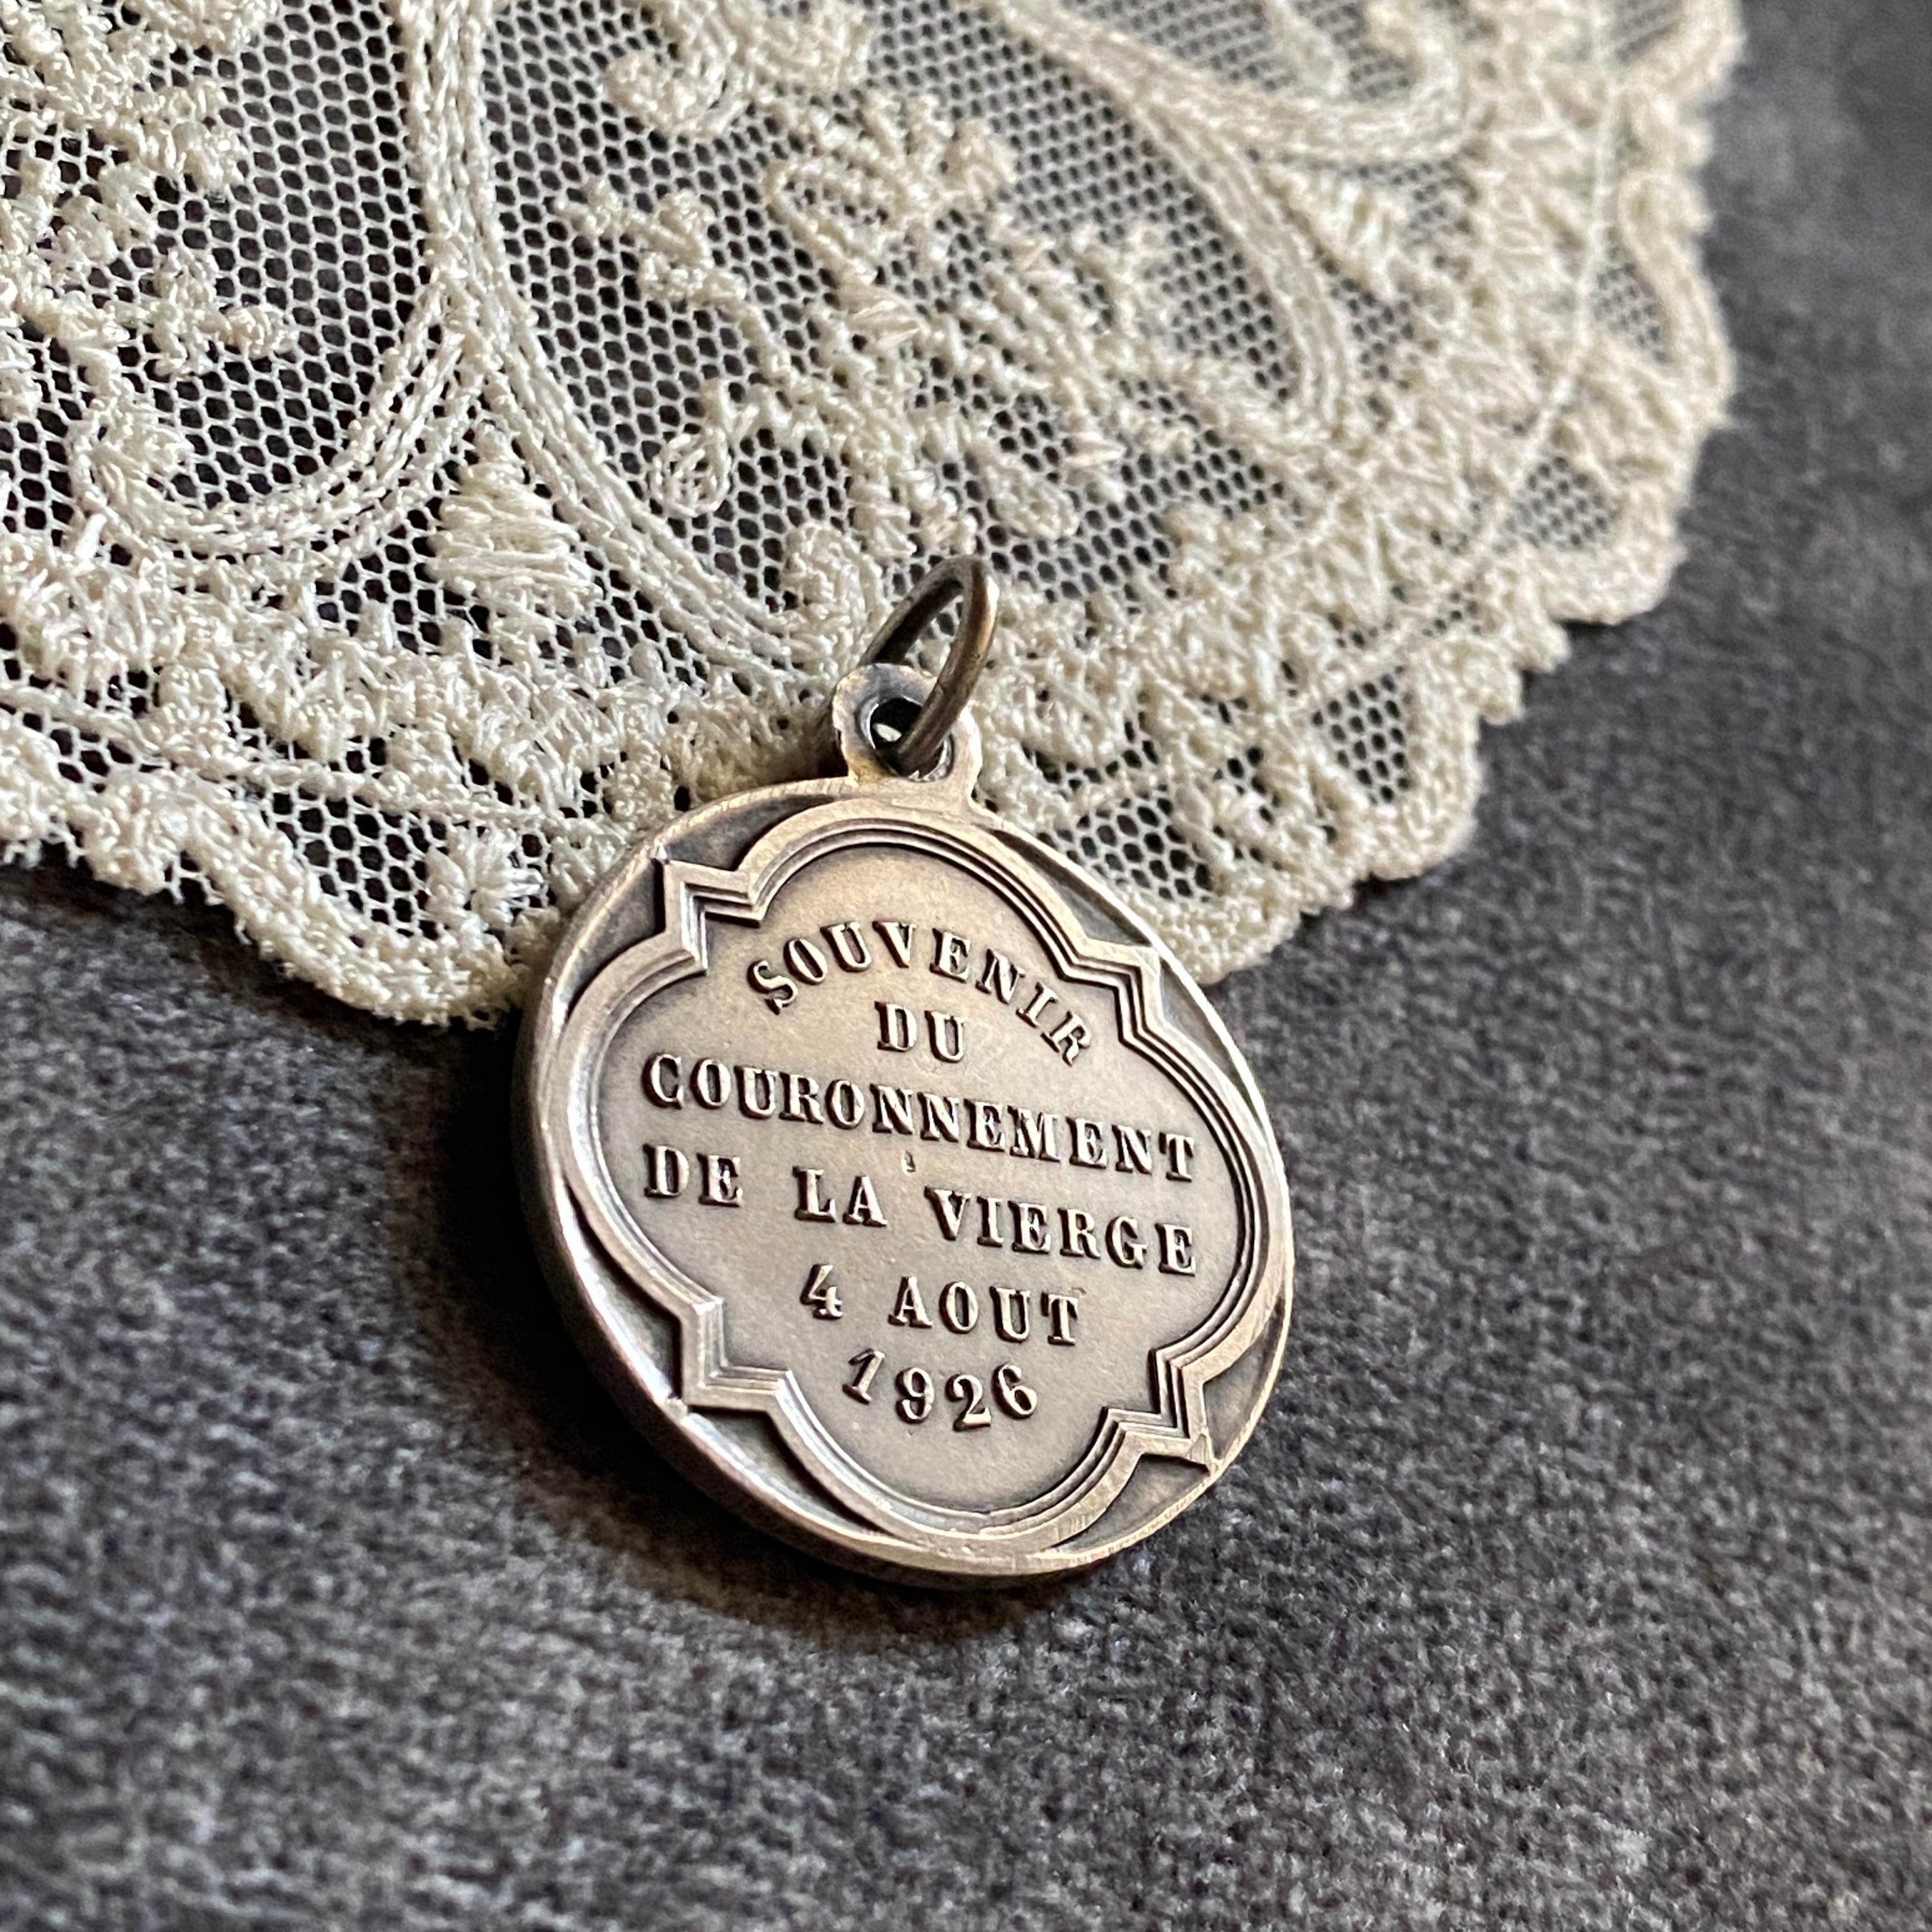 SOUVENIR
DU
COURONNEMENT
DE LA VIERGE
4 AOUT
1926